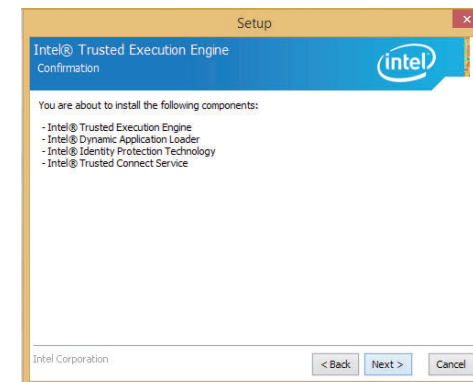 Setup
Intel® Trusted Execution Engine
Confirmation
intel
You are about to install the following components:
- Intel® Trusted Execution Engine
- Intel® Dynamic Application Loader
- Intel® Identity Protection Technology
- Intel® Trusted Connect Service
Intel Corporation
< Back Next > Cancel